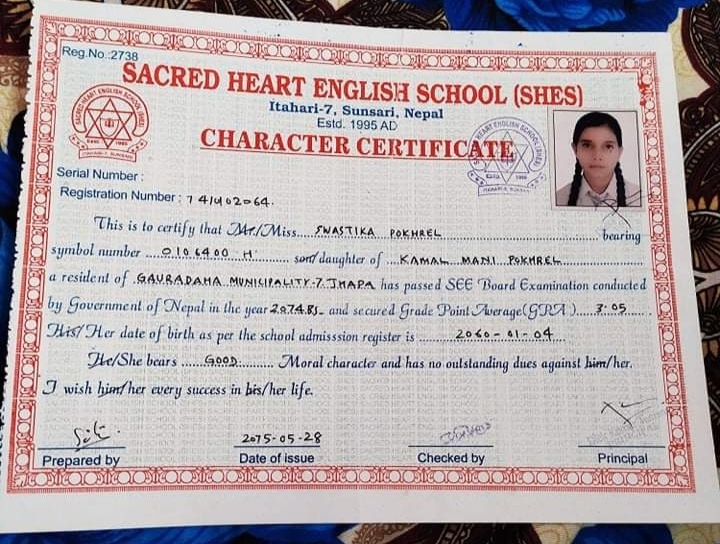 Reg.No.:2738
SACRED HEART ENGLISH SCHOOL (SHES)
Itahari-7, Sunsari, Nepal
Estd. 1995 AD
CHARACTER CERTIFICATE
SACRED HEART ENGLISH SCHOOL (SHES)
ESTD. 1995
ITAHARI-7, SUNSARI
Serial Number :
Registration Number : 741402064.
This is to certify that Mr./Miss. SWASTIKA POKHREL bearing
symbol number 0106400 H son/daughter of KAMAL MANI POKHREL
a resident of GAURADAHA MUNICIPALITY-7, JHAPA has passed SEE Board Examination conducted
by Government of Nepal in the year 2074 BS and secured Grade Point Average(GPA) 3.05
His/ Her date of birth as per the school admisssion register is 2060-01-04
He/She bears GOOD Moral character and has no outstanding dues against him/her.
I wish him/her every success in his/her life.
2075-05-28
Prepared by Date of issue Checked by Principal